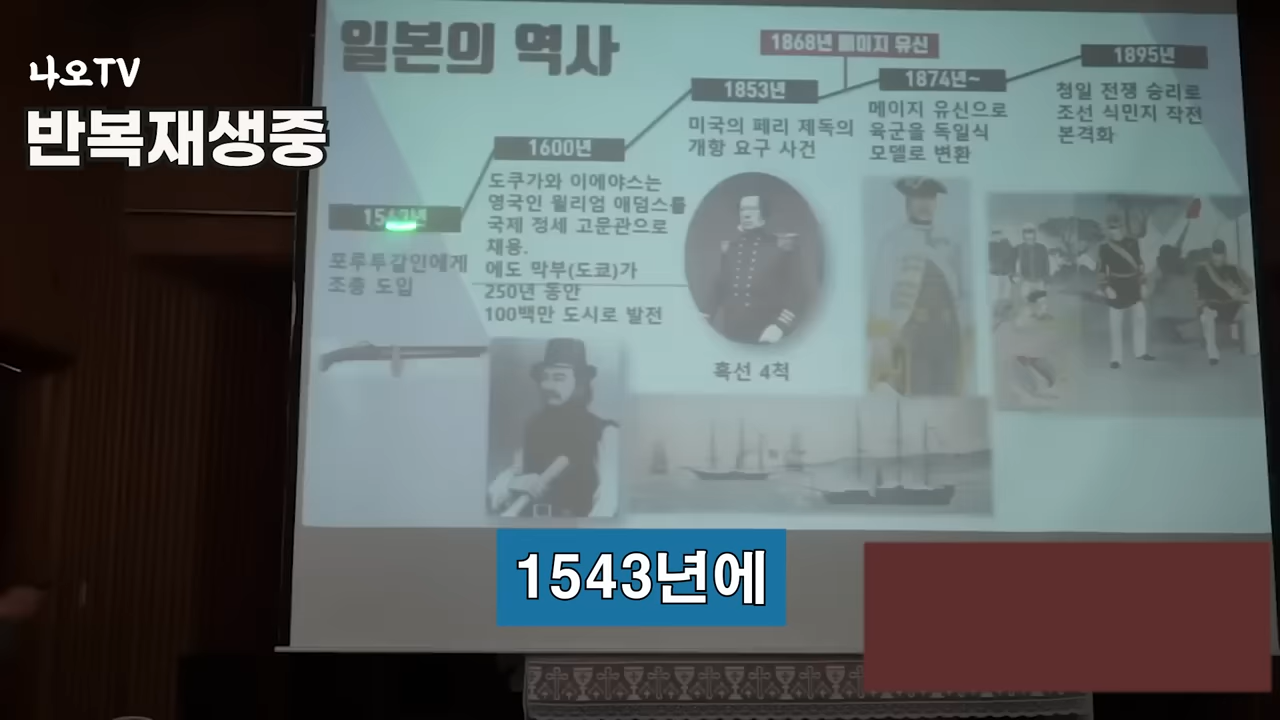 나오TV
반복재생중
일본의 역사
1868년 메이지 유신
1895년
청일 전쟁 승리로
조선 식민지 작전
본격화
1874년~
메이지 유신으로
육군을 독일식
모델로 변환
1853년
미국의 페리 제독의
개항 요구 사건
흑선 4척
1600년
도쿠가와 이에야스는
영국인 윌리엄 애덤스를
국제 정세 고문관으로
채용.
에도 막부(도쿄)가
250년 동안
100백만 도시로 발전
1543년
포루투갈인에게
조총 도입
1543년에